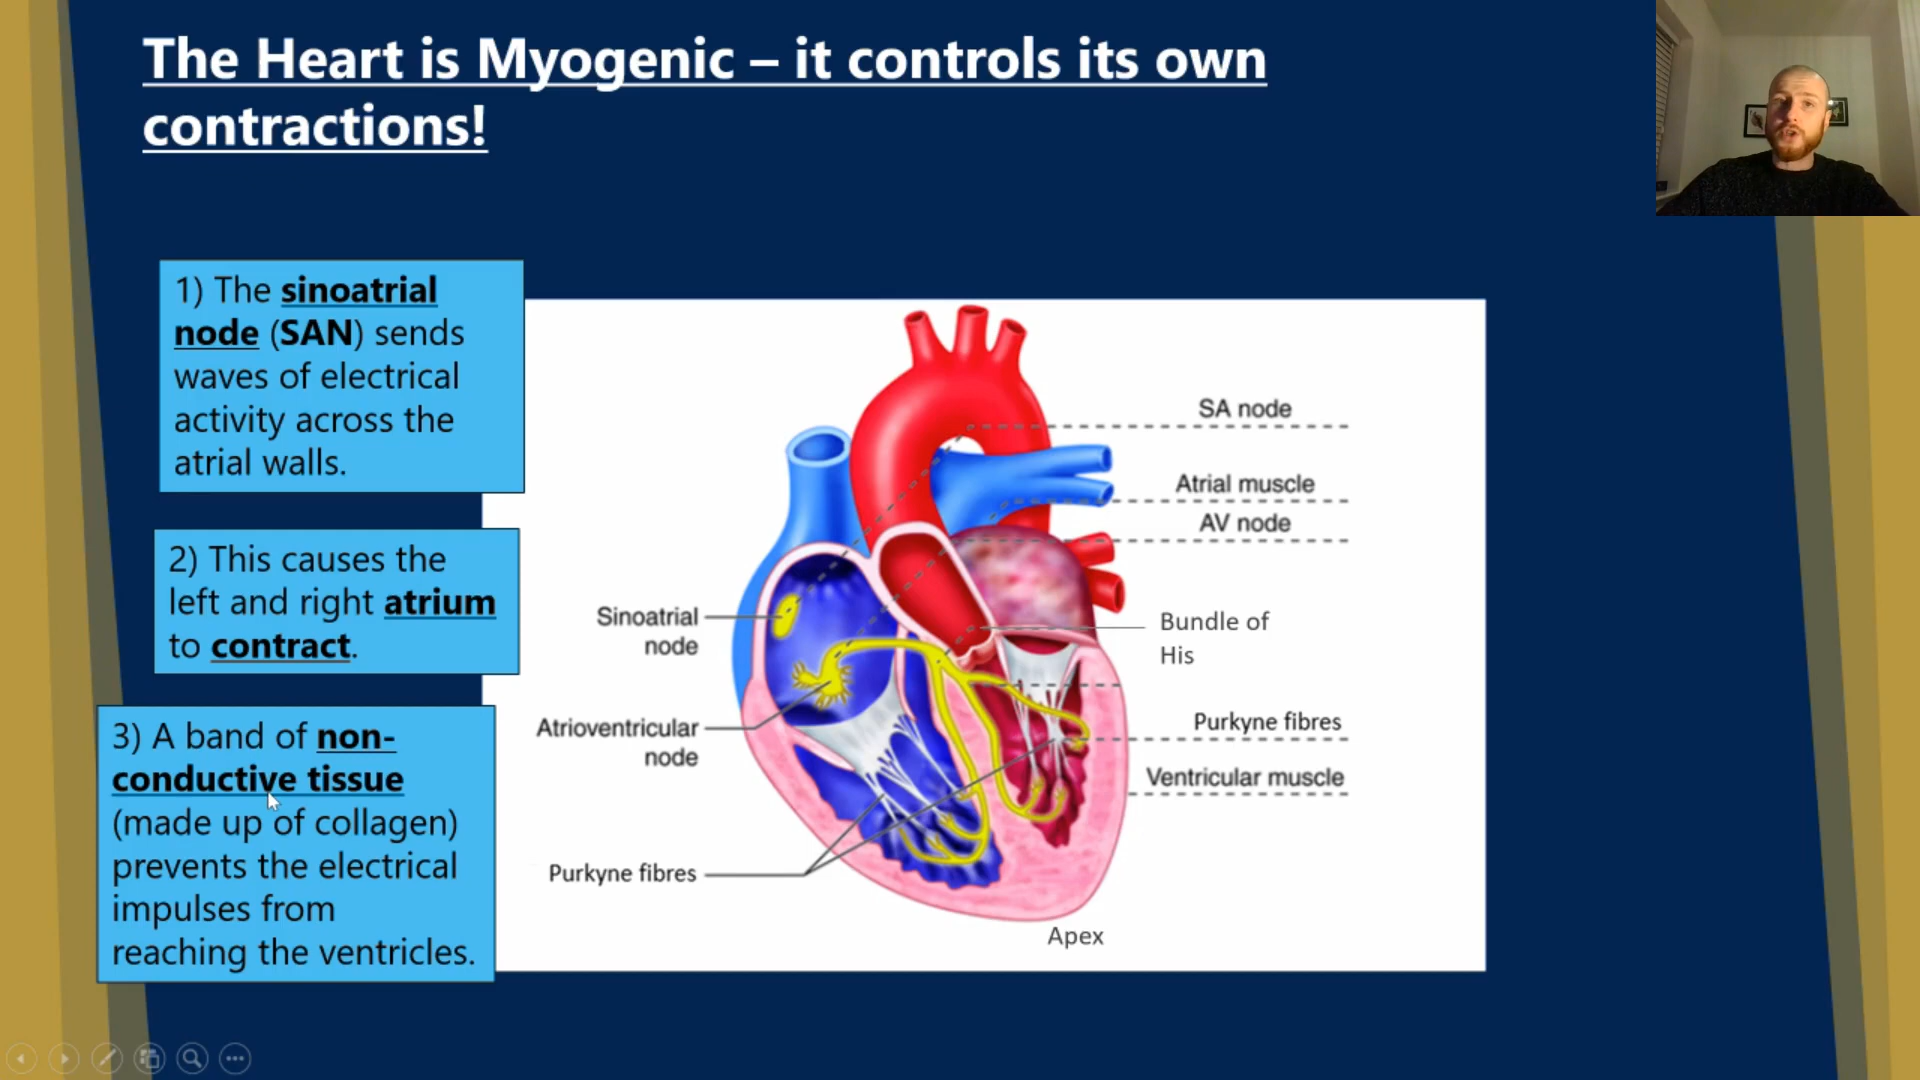 The Heart is Myogenic – it controls its own
contractions!
1) The sinoatrial
node (SAN) sends
waves of electrical
activity across the
atrial walls.
2) This causes the
left and right atrium
to contract.
3) A band of non-
conductive tissue
(made up of collagen)
prevents the electrical
impulses from
reaching the ventricles.
Sinoatrial
node
Atrioventricular
node
Purkyne fibres
SA node
Atrial muscle
AV node
Bundle of
His
Purkyne fibres
Ventricular muscle
Apex